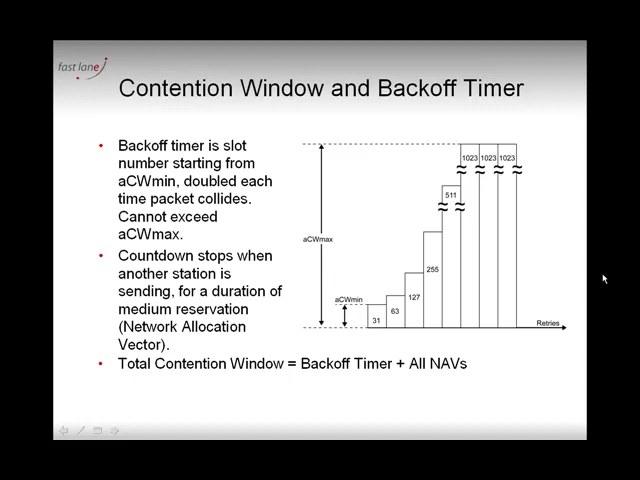 fast lane
Contention Window and Backoff Timer
• Backoff timer is slot
number starting from
aCWmin, doubled each
time packet collides.
Cannot exceed
aCWmax.
• Countdown stops when
another station is
sending, for a duration of
medium reservation
(Network Allocation
Vector).
• Total Contention Window = Backoff Timer + All NAVs
1023 1023 1023
511
aCWmax
255
127
aCWmin
63
31
Retries